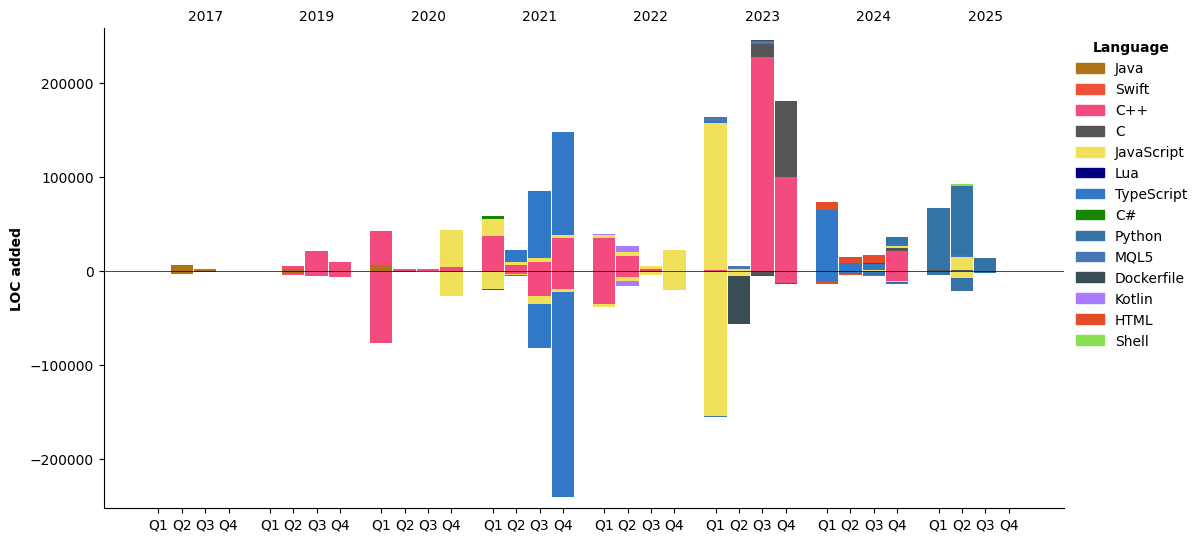 2017 2019 2020 2021 2022 2023 2024 2025
LOC added
200000
100000
0
−100000
−200000
Q1 Q2 Q3 Q4 Q1 Q2 Q3 Q4 Q1 Q2 Q3 Q4 Q1 Q2 Q3 Q4 Q1 Q2 Q3 Q4 Q1 Q2 Q3 Q4 Q1 Q2 Q3 Q4 Q1 Q2 Q3 Q4
Language
Java
Swift
C++
C
JavaScript
Lua
TypeScript
C#
Python
MQL5
Dockerfile
Kotlin
HTML
Shell